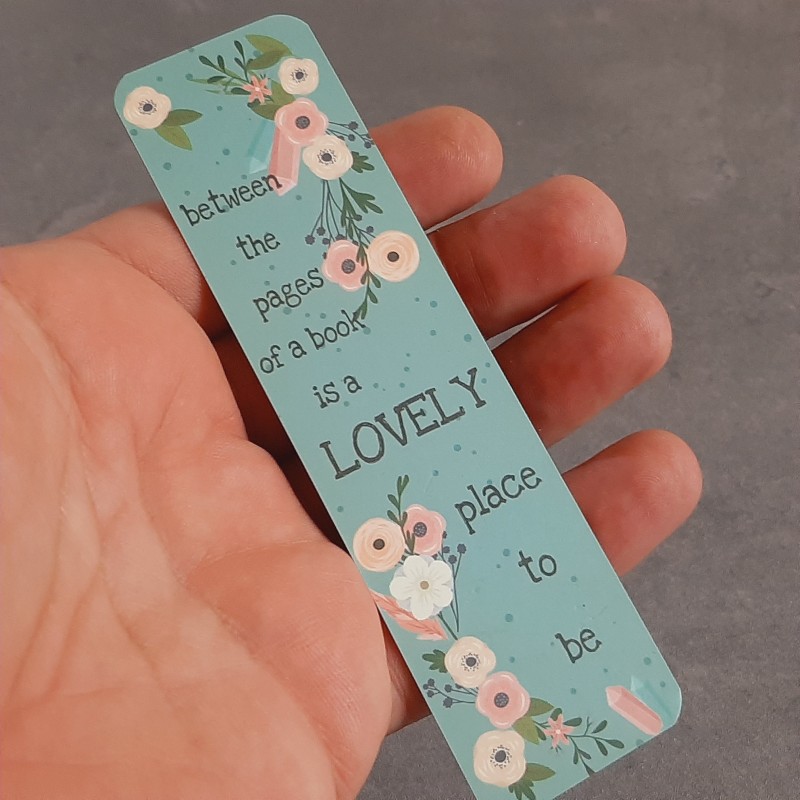 between
the
pages
of a book
is a
LOVELY
place
to
be